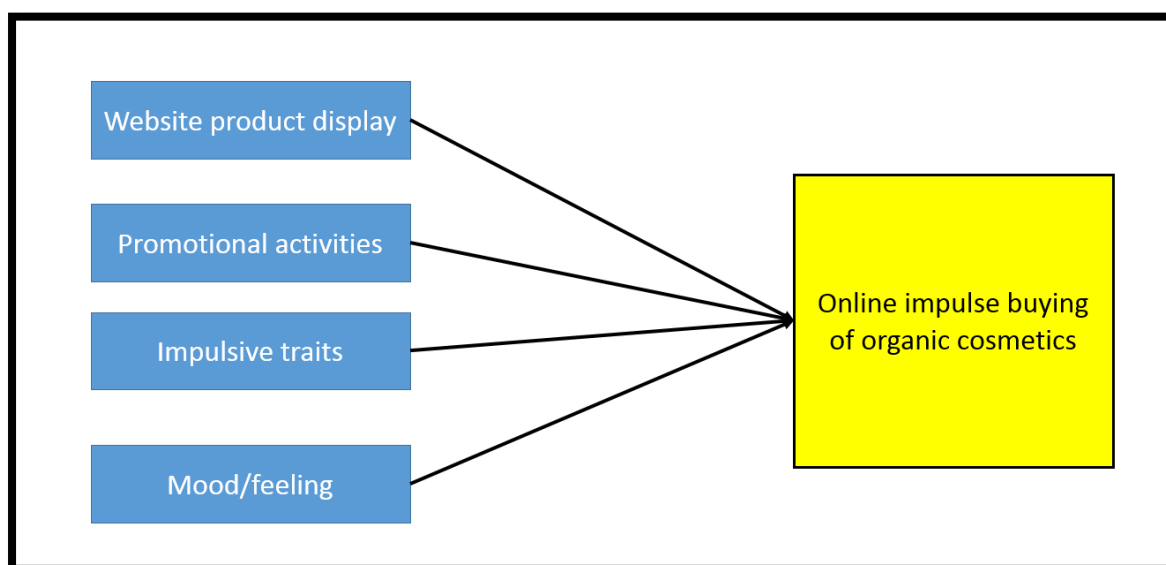 Website product display
Promotional activities
Impulsive traits
Mood/feeling
Online impulse buying
of organic cosmetics